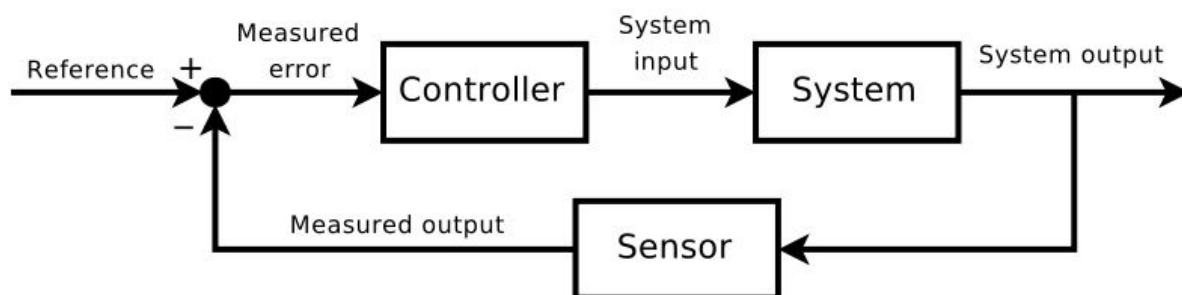 Reference
+
−
Measured
error
Controller
System
input
System
System output
Measured output
Sensor